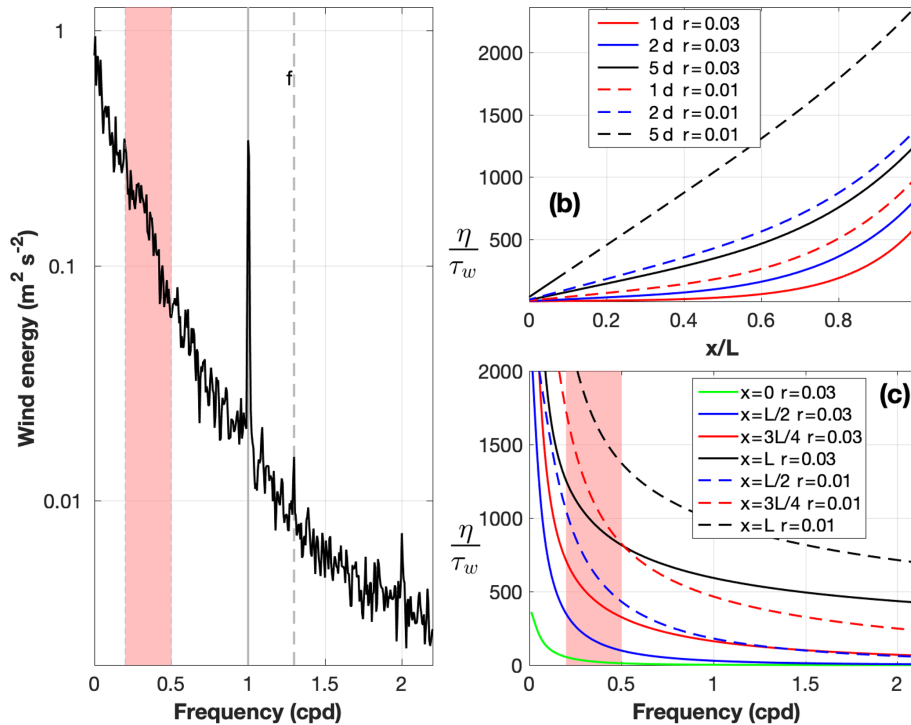 1
0.1
0.01
Wind energy (m² s⁻²)
f
0 0.5 1 1.5 2
Frequency (cpd)
2000
1500
1000
500
η/τ_w
1 d r=0.03
2 d r=0.03
5 d r=0.03
1 d r=0.01
2 d r=0.01
5 d r=0.01
(b)
0 0.2 0.4 0.6 0.8
x/L
2000
1500
1000
500
0
η/τ_w
x=0 r=0.03
x=L/2 r=0.03
x=3L/4 r=0.03
x=L r=0.03
x=L/2 r=0.01
x=3L/4 r=0.01
x=L r=0.01
(c)
0 0.5 1 1.5 2
Frequency (cpd)